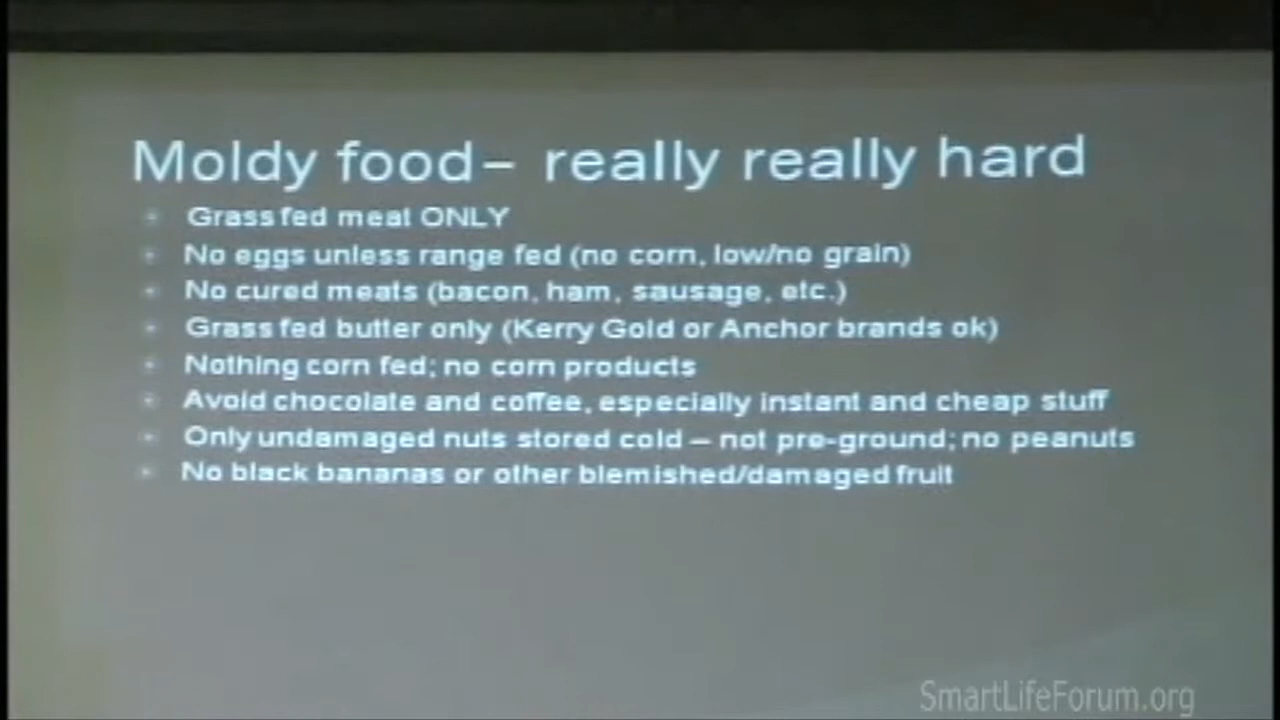 Moldy food – really really hard
Grass fed meat ONLY
No eggs unless range fed (no corn, low/no grain)
No cured meats (bacon, ham, sausage, etc.)
Grass fed butter only (Kerry Gold or Anchor brands ok)
Nothing corn fed; no corn products
Avoid chocolate and coffee, especially instant and cheap stuff
Only undamaged nuts stored cold – not pre-ground; no peanuts
No black bananas or other blemished/damaged fruit
SmartLifeForum.org